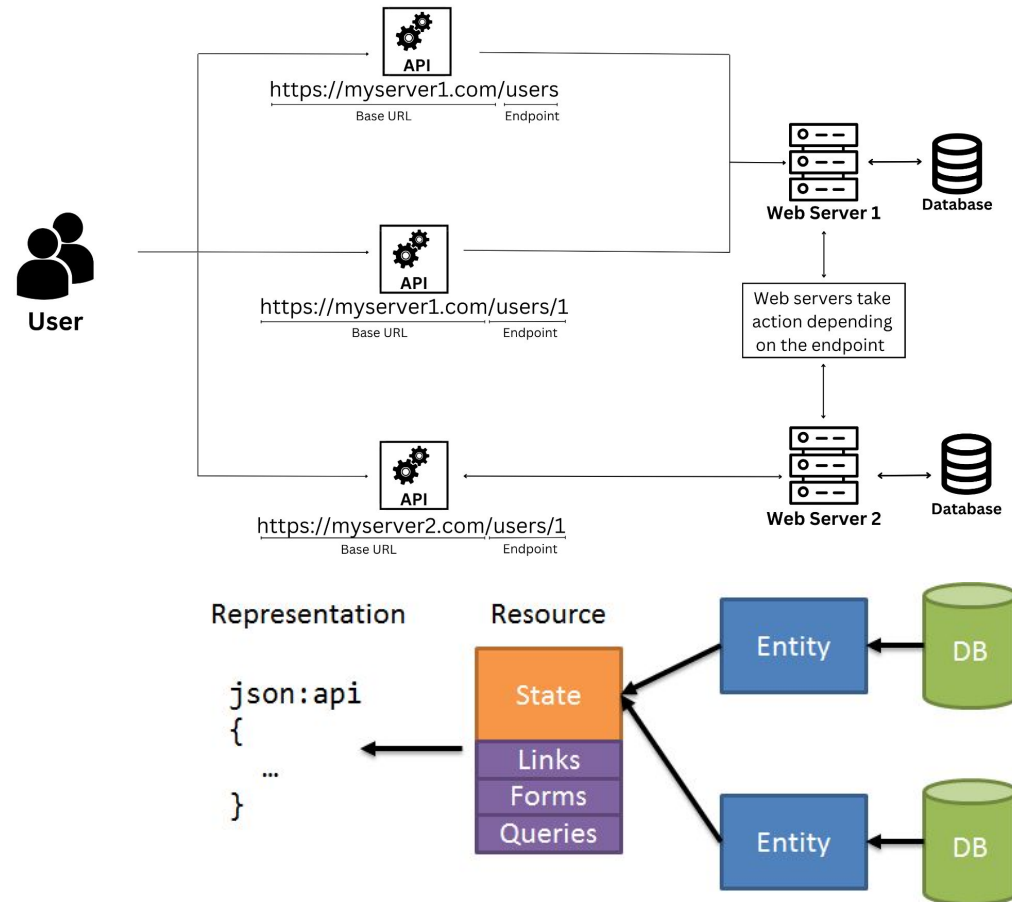 API
https://myserver1.com/users
Base URL Endpoint
Web Server 1
Database
User
API
https://myserver1.com/users/1
Base URL Endpoint
Web servers take
action depending
on the endpoint
API
https://myserver2.com/users/1
Base URL Endpoint
Web Server 2
Database
Representation
Resource
json:api
{
…
}
State
Links
Forms
Queries
Entity
DB
Entity
DB